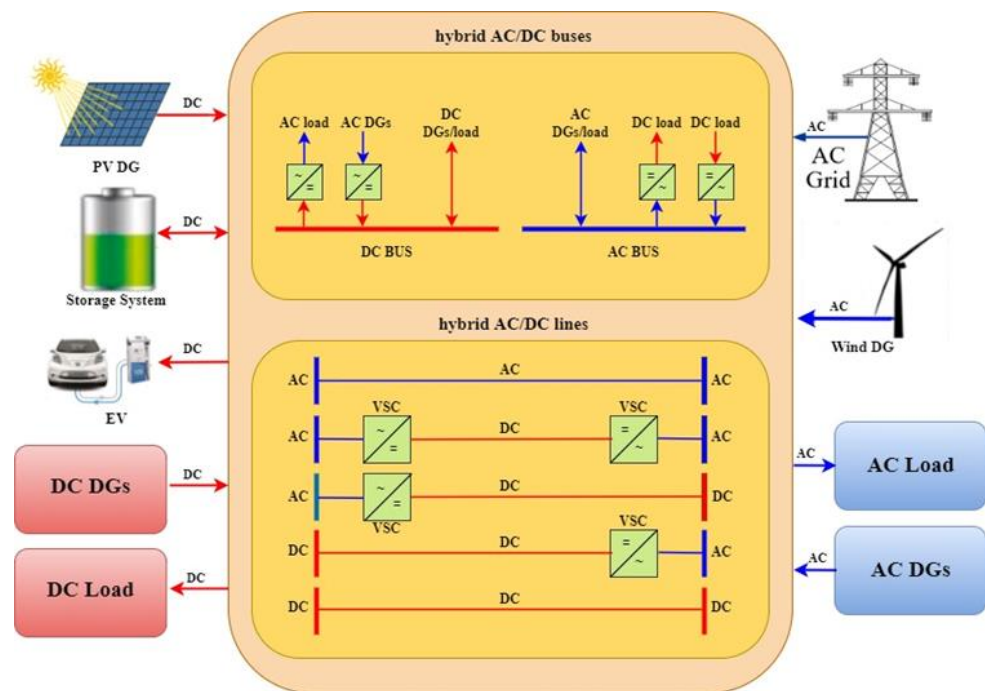 hybrid AC/DC buses
DC
PV DG
DC
Storage System
DC
EV
DC DGs
DC
DC Load
DC
AC load
AC DGs
DC
DGs/load
~
=
~
=
DC BUS
AC
DGs/load
DC load
DC load
=
~
=
~
AC BUS
hybrid AC/DC lines
AC
AC
AC
AC
VSC
~
=
DC
VSC
=
~
AC
AC
~
=
VSC
DC
DC
DC
DC
VSC
=
~
AC
DC
DC
DC
AC
AC
Grid
AC
Wind DG
AC
AC Load
AC
AC DGs